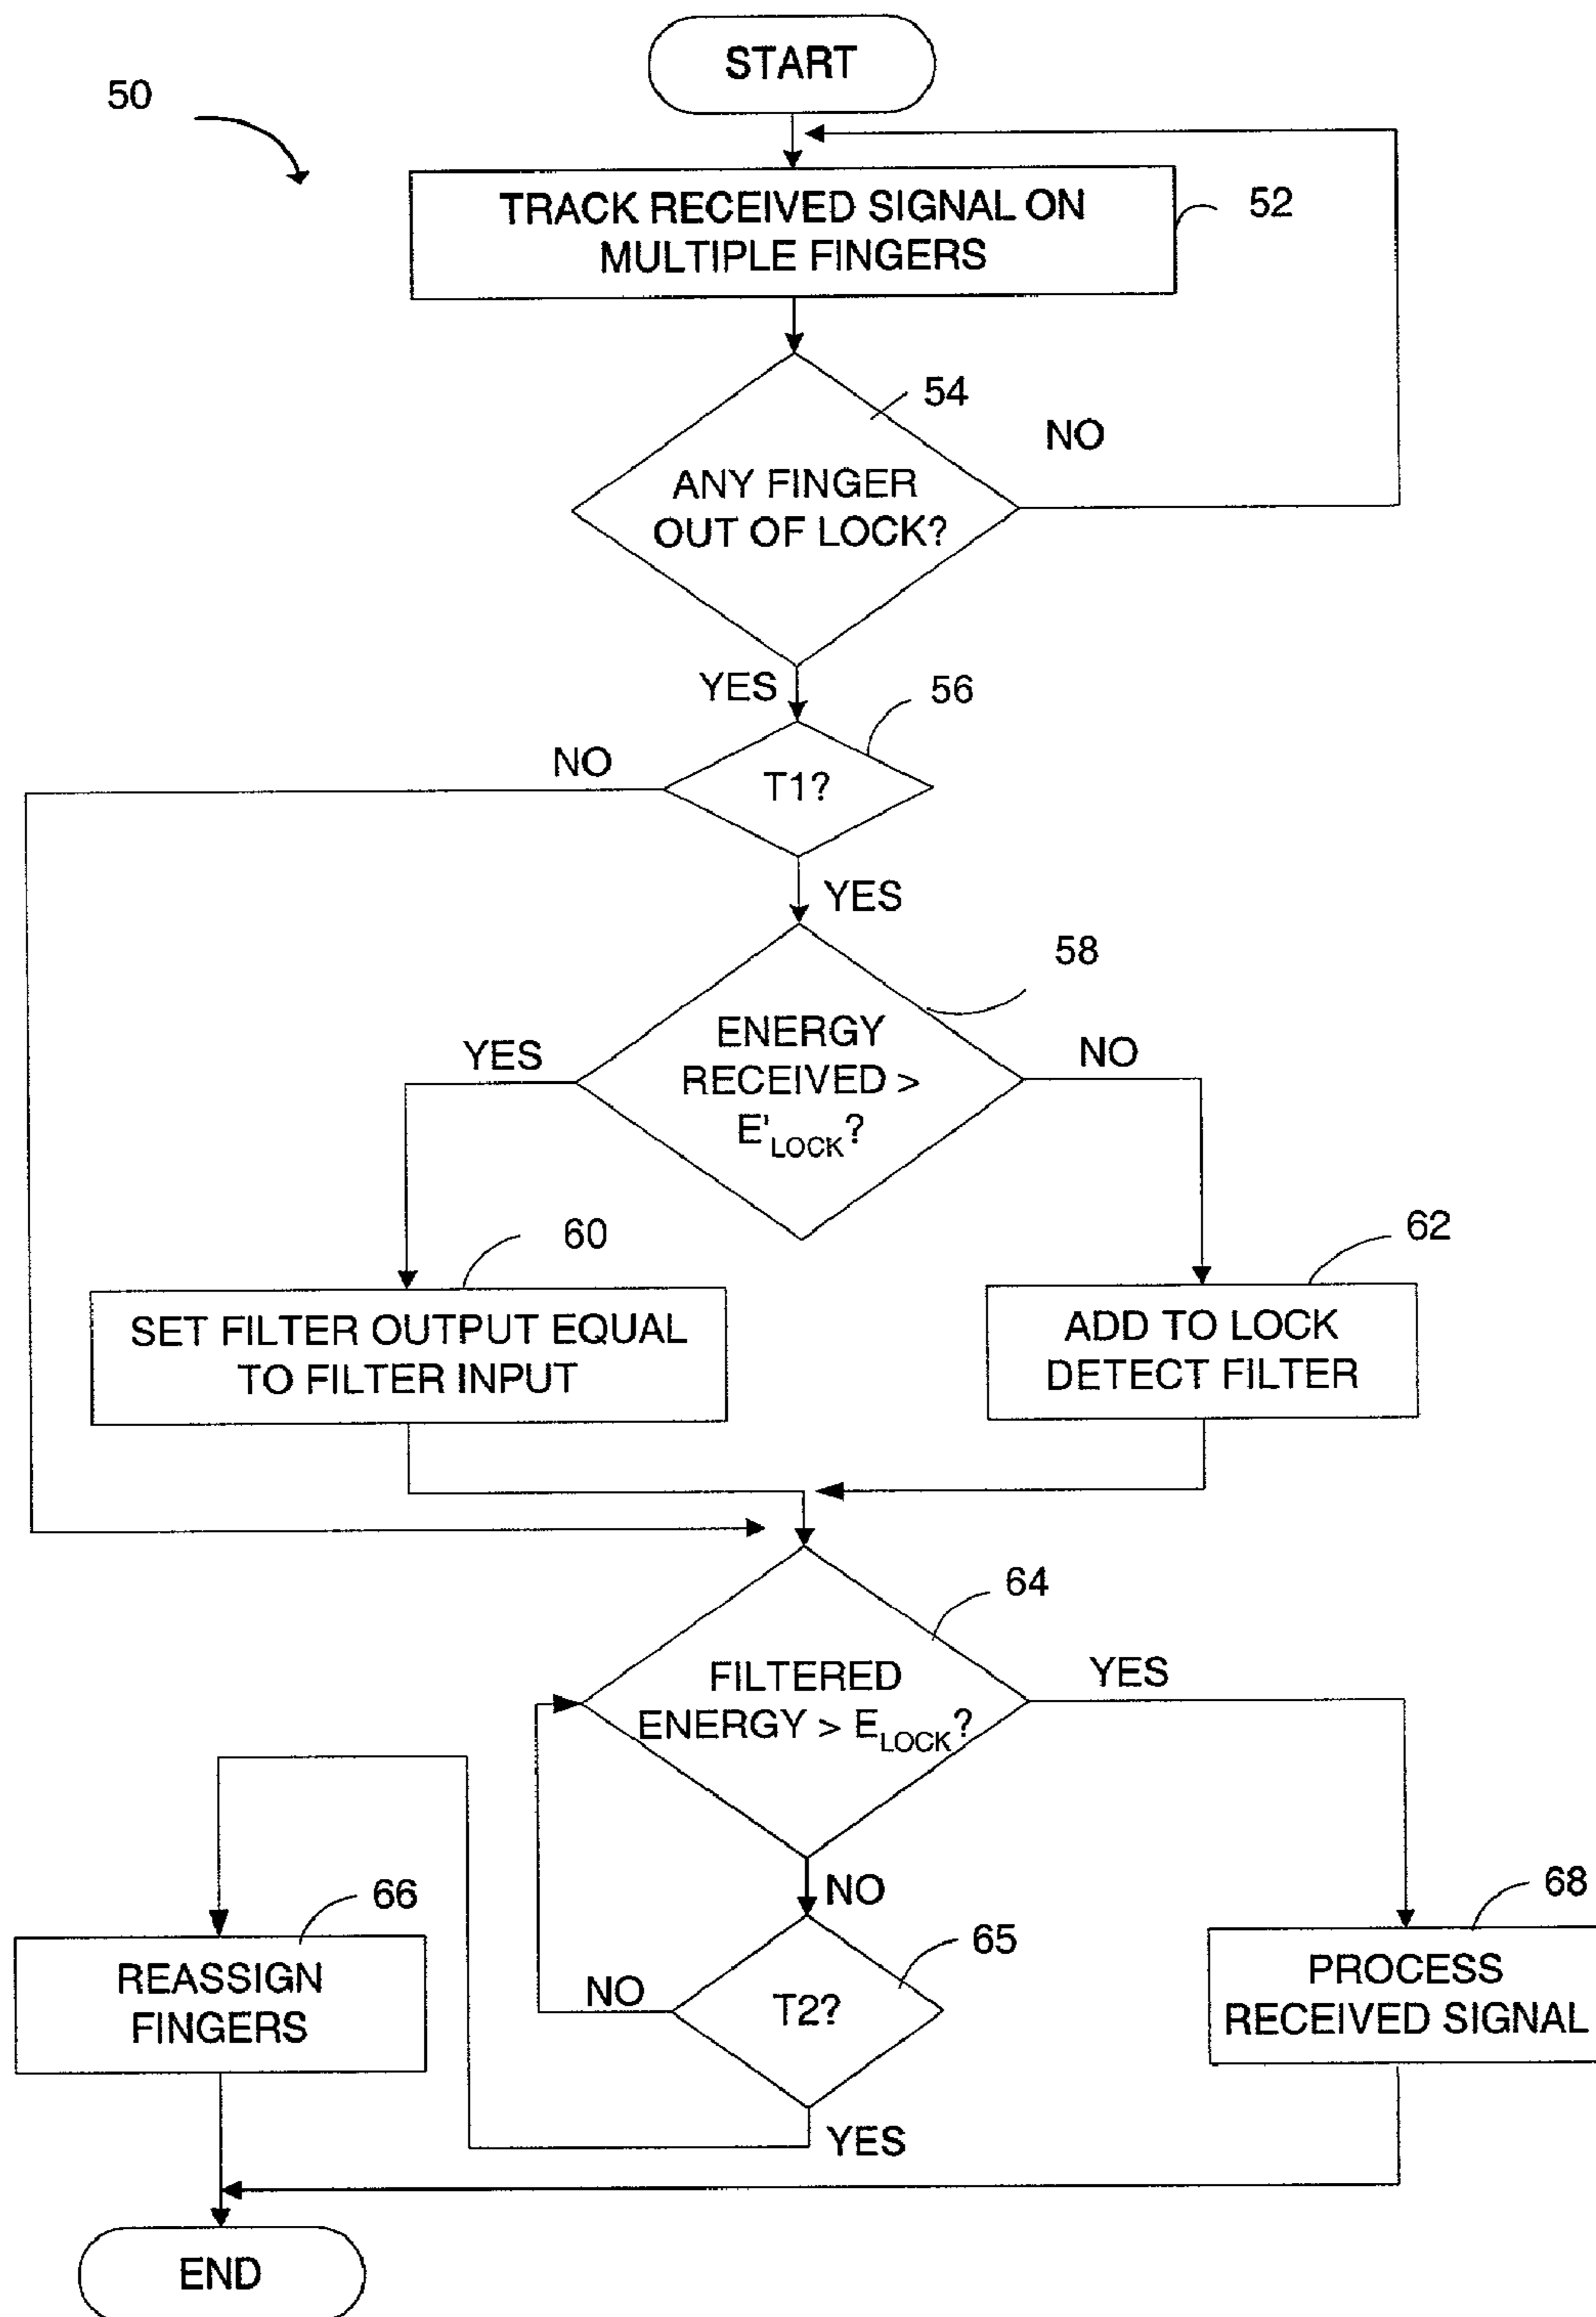 START
50
TRACK RECEIVED SIGNAL ON
MULTIPLE FINGERS
52
54
NO
ANY FINGER
OUT OF LOCK?
YES
56
NO
T1?
YES
58
ENERGY
RECEIVED >
E'LOCK?
YES
NO
60
62
SET FILTER OUTPUT EQUAL
TO FILTER INPUT
ADD TO LOCK
DETECT FILTER
64
FILTERED
ENERGY > ELOCK?
YES
NO
66
68
65
REASSIGN
FINGERS
NO
T2?
PROCESS
RECEIVED SIGNAL
YES
END